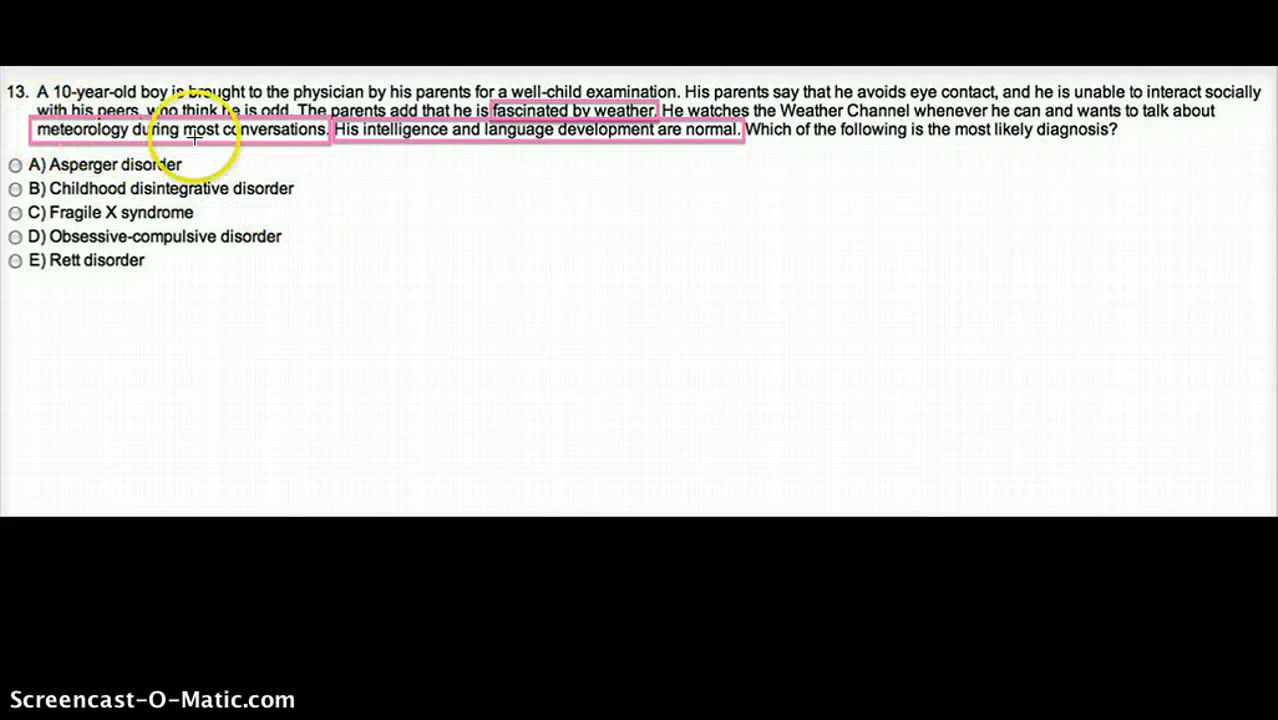 13. A 10-year-old boy is brought to the physician by his parents for a well-child examination. His parents say that he avoids eye contact, and he is unable to interact socially
with his peers, who think he is odd. The parents add that he is fascinated by weather. He watches the Weather Channel whenever he can and wants to talk about
meteorology during most conversations. His intelligence and language development are normal. Which of the following is the most likely diagnosis?
A) Asperger disorder
B) Childhood disintegrative disorder
C) Fragile X syndrome
D) Obsessive-compulsive disorder
E) Rett disorder
Screencast-O-Matic.com